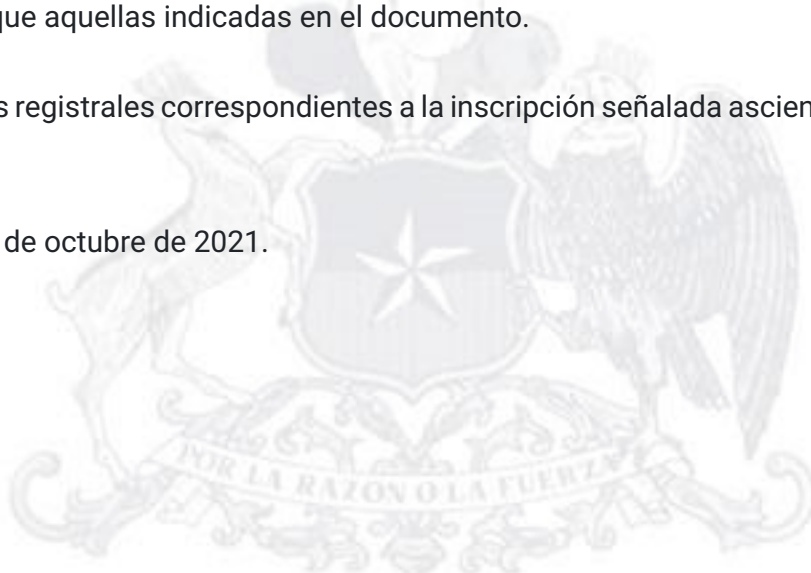 que aquellas indicadas en el documento.
s registrales correspondientes a la inscripción señalada ascien
de octubre de 2021.
POR LA RAZON O LA FUERZA